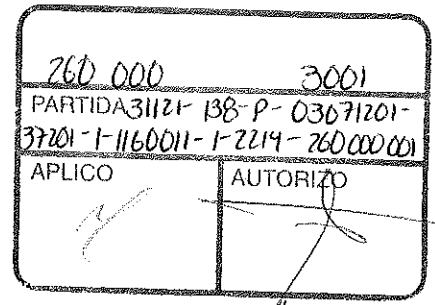 260 000 3001
PARTIDA 31121- 138-P- 03071201-
37201-1-1160011-1-2214-260000001
APLICO AUTORIZO